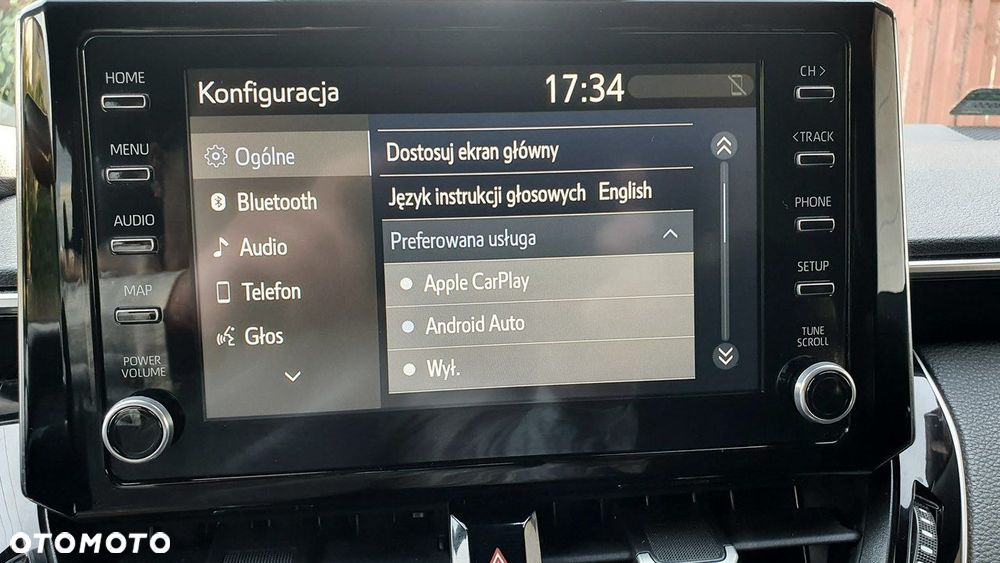 HOME
MENU
AUDIO
MAP
POWER
VOLUME
Konfiguracja 17:34
Ogólne
Bluetooth
Audio
Telefon
Głos
Dostosuj ekran główny
Język instrukcji głosowych English
Preferowana usługa
Apple CarPlay
Android Auto
Wył.
CH >
< TRACK
PHONE
SETUP
TUNE
SCROLL
OTOMOTO